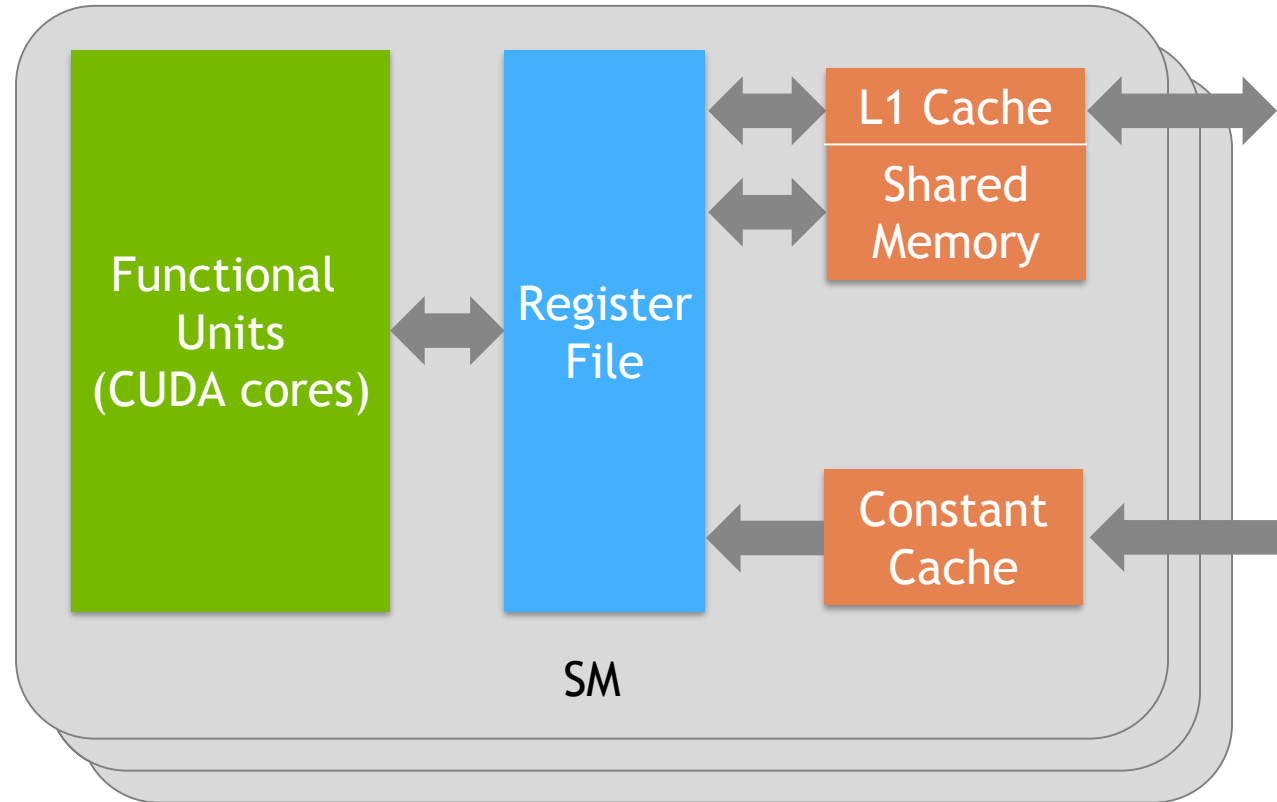 Functional
Units
(CUDA cores)
Register
File
L1 Cache
Shared
Memory
Constant
Cache
SM